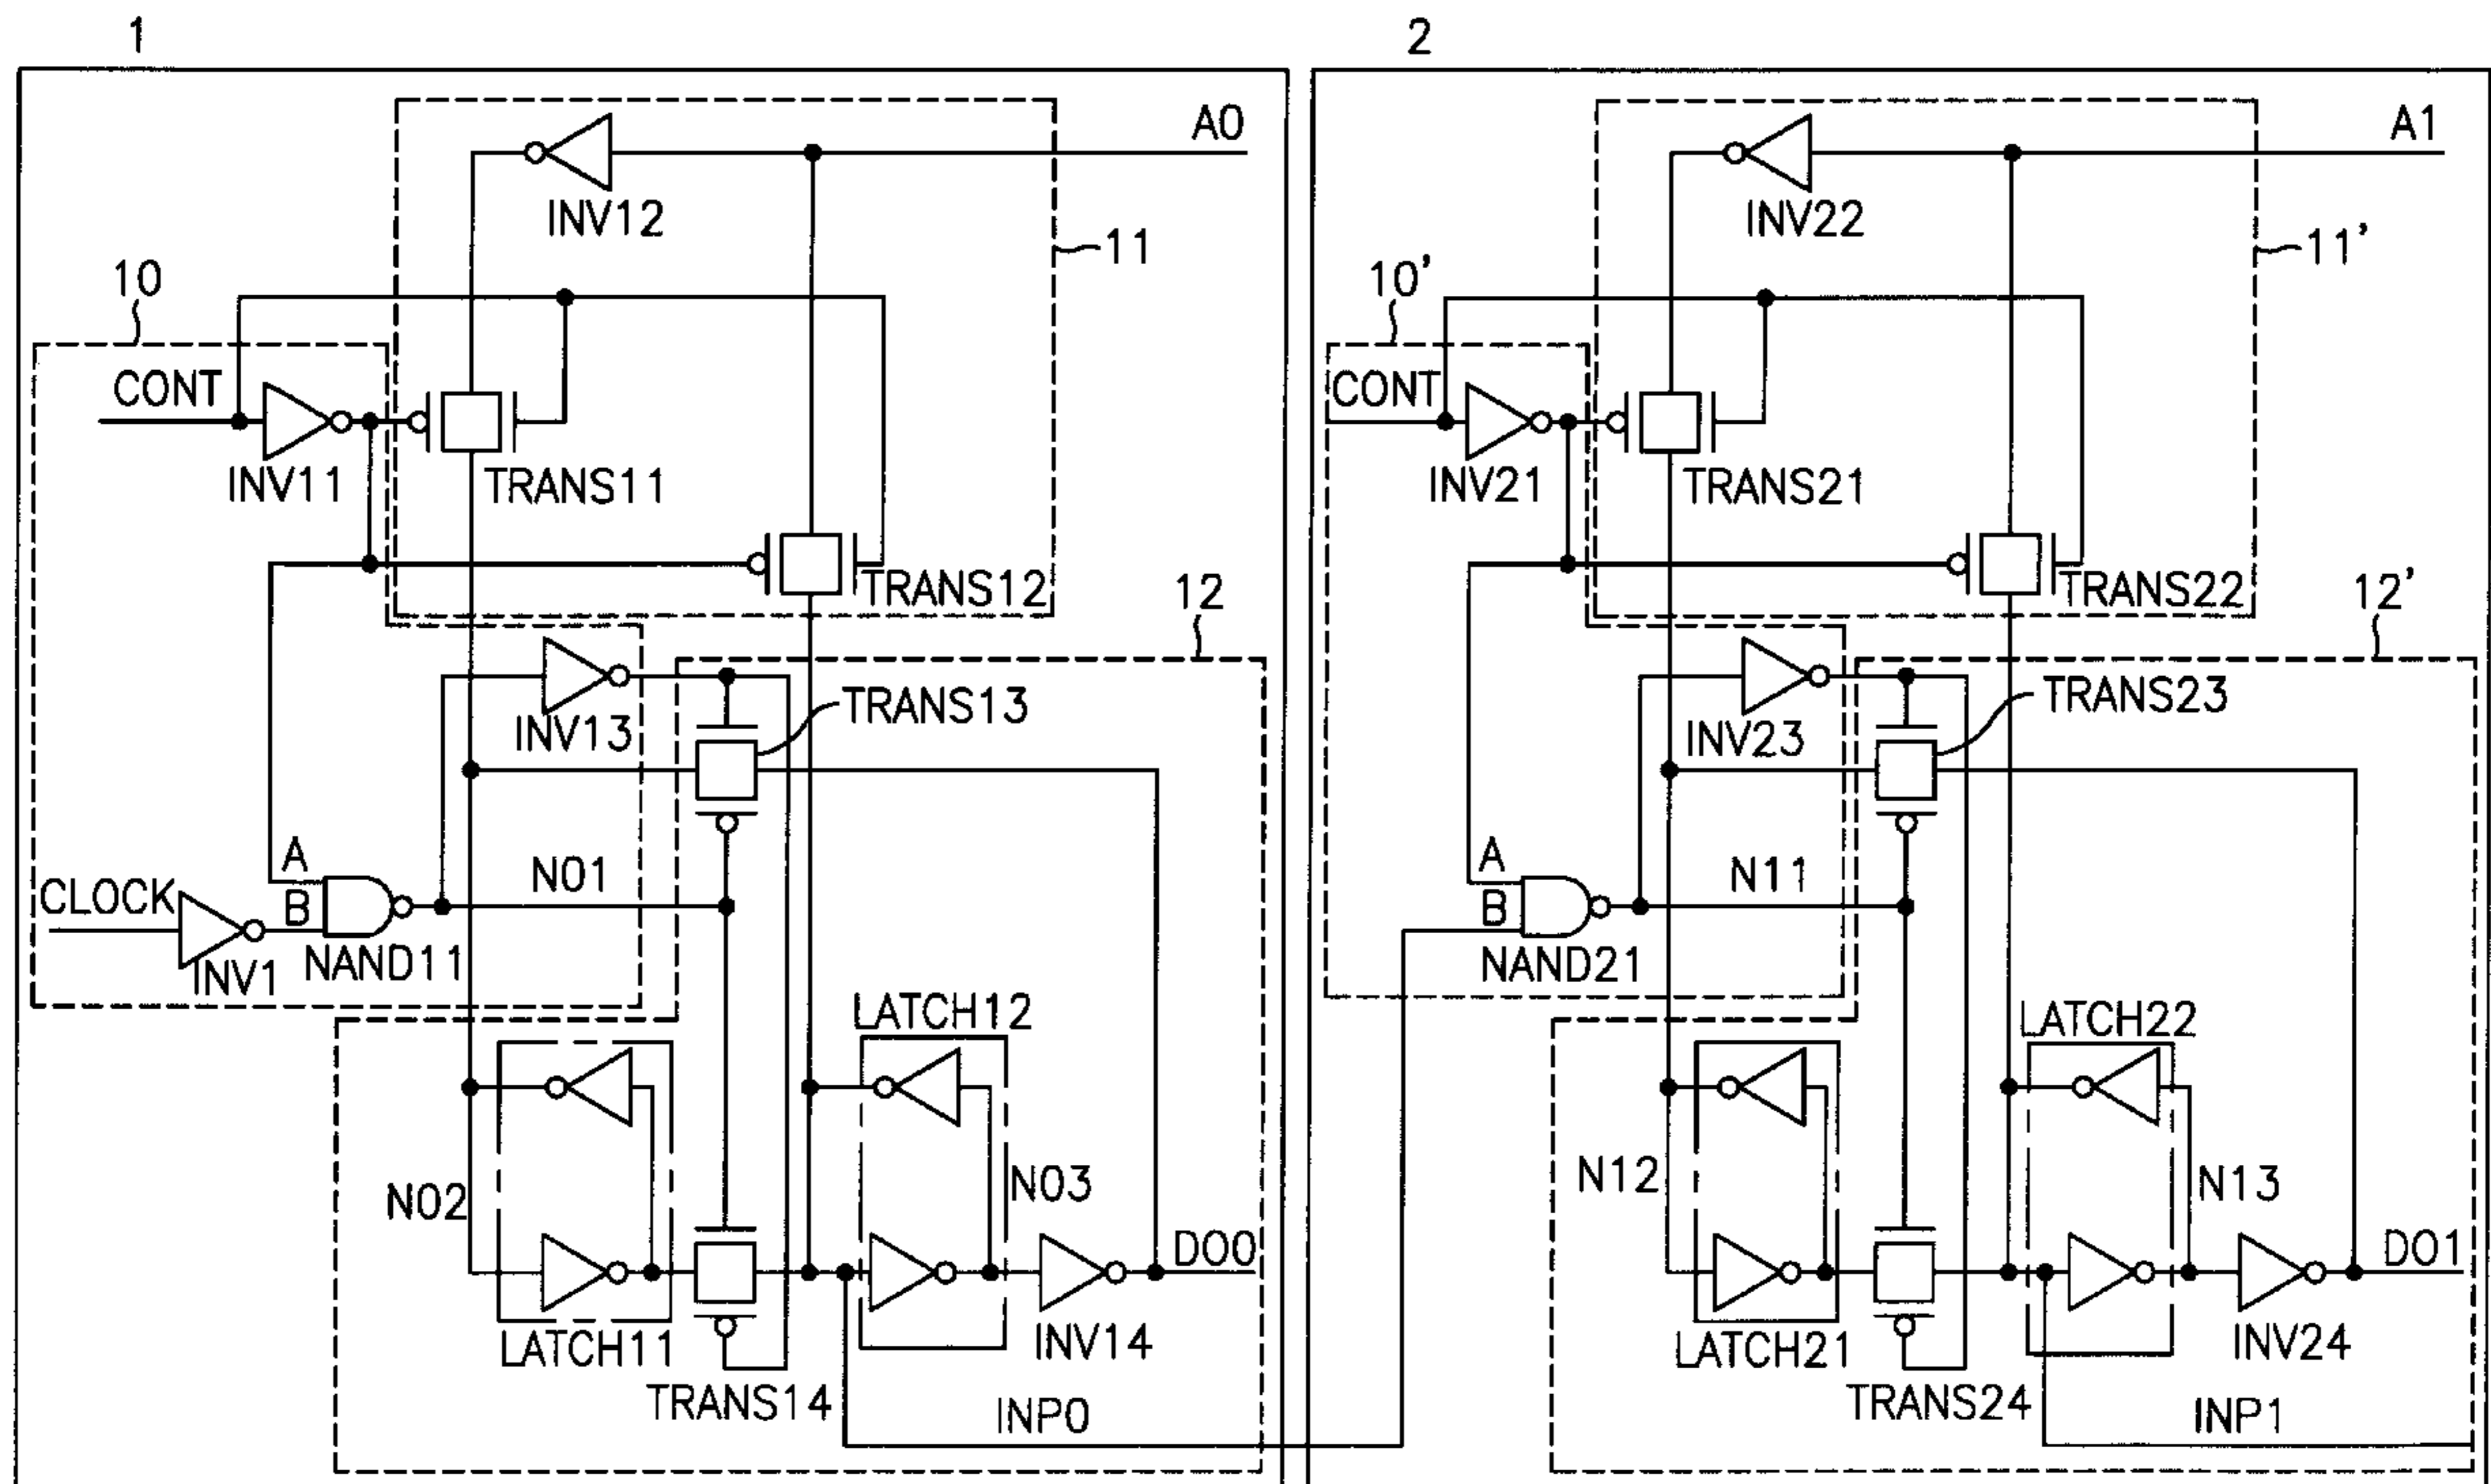 1
2
A0
A1
INV12
INV22
11
11'
10
10'
CONT
CONT
INV11
TRANS11
INV21
TRANS21
TRANS12
TRANS22
12
12'
INV13
TRANS13
INV23
TRANS23
A
B
N01
A
B
N11
CLOCK
INV1
NAND11
NAND21
LATCH12
LATCH22
N02
N03
N12
N13
DO0
DO1
LATCH11
INV14
LATCH21
INV24
TRANS14
INP0
TRANS24
INP1